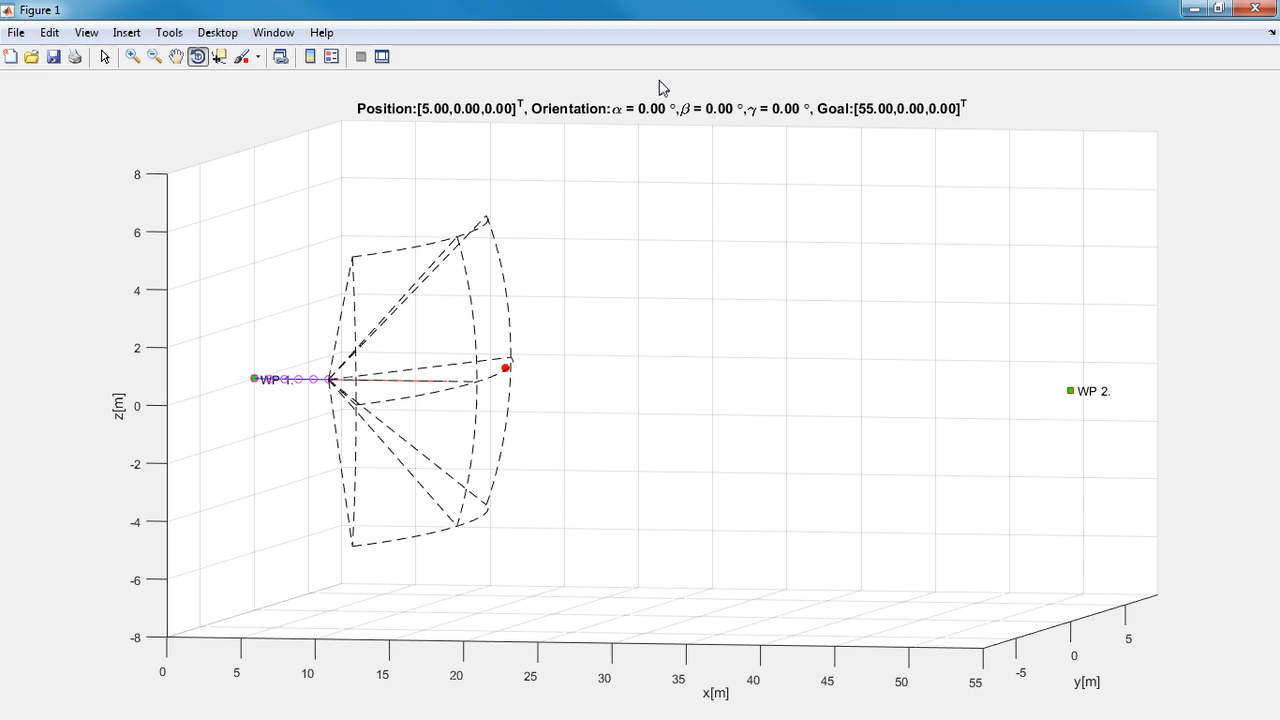 Figure 1
File Edit View Insert Tools Desktop Window Help
Position:[5.00,0.00,0.00]T, Orientation:α = 0.00 °,β = 0.00 °,γ = 0.00 °, Goal:[55.00,0.00,0.00]T
8
6
4
2
0
-2
-4
-6
-8
z[m]
WP 1.
WP 2.
0 5 10 15 20 25 30 35 40 45 50 55
x[m]
-5 0 5
y[m]